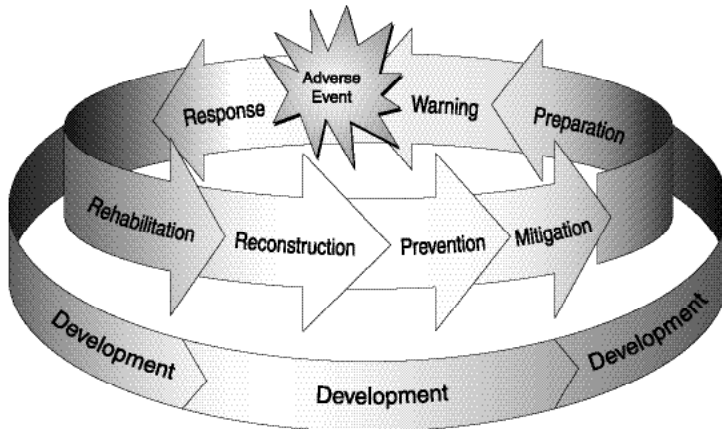 Adverse
Event
Response
Warning
Preparation
Rehabilitation
Reconstruction
Prevention
Mitigation
Development
Development
Development